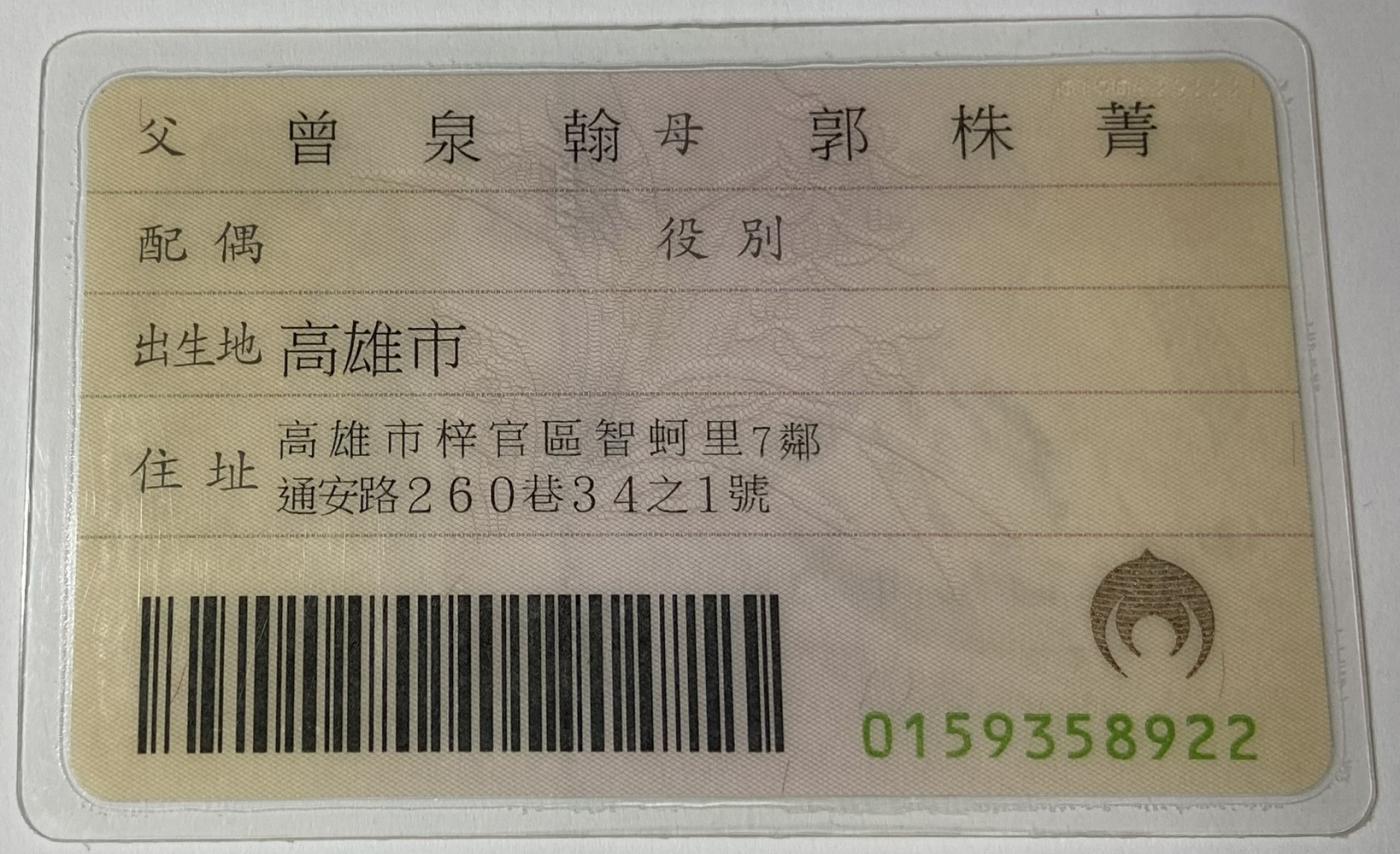 父 曾泉翰 母 郭株菁
配偶 役別
出生地 高雄市
住址 高雄市梓官區智蚵里7鄰
通安路260巷34之1號
0159358922